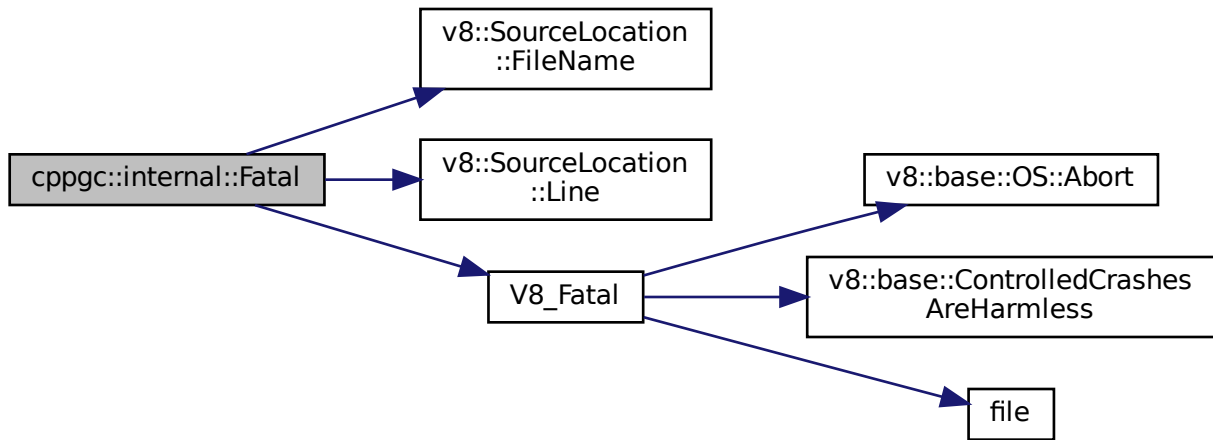 v8::SourceLocation
::FileName
cppgc::internal::Fatal
v8::SourceLocation
::Line
v8::base::OS::Abort
V8_Fatal
v8::base::ControlledCrashes
AreHarmless
file